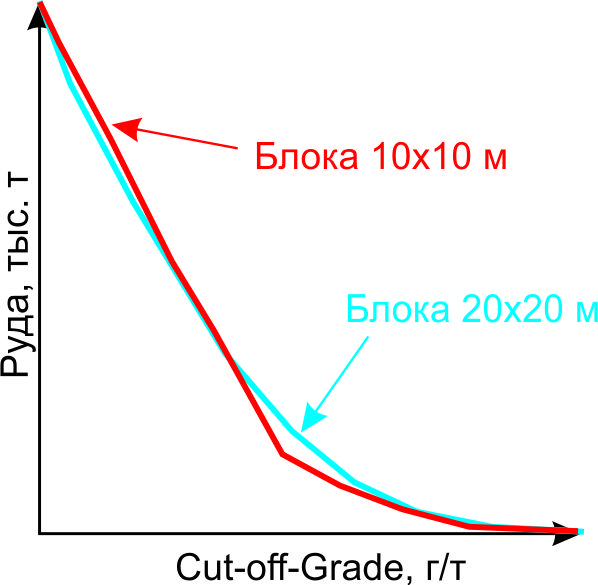 Блока 10x10 м
Блока 20x20 м
Руда, тыс. т
Cut-off-Grade, г/т